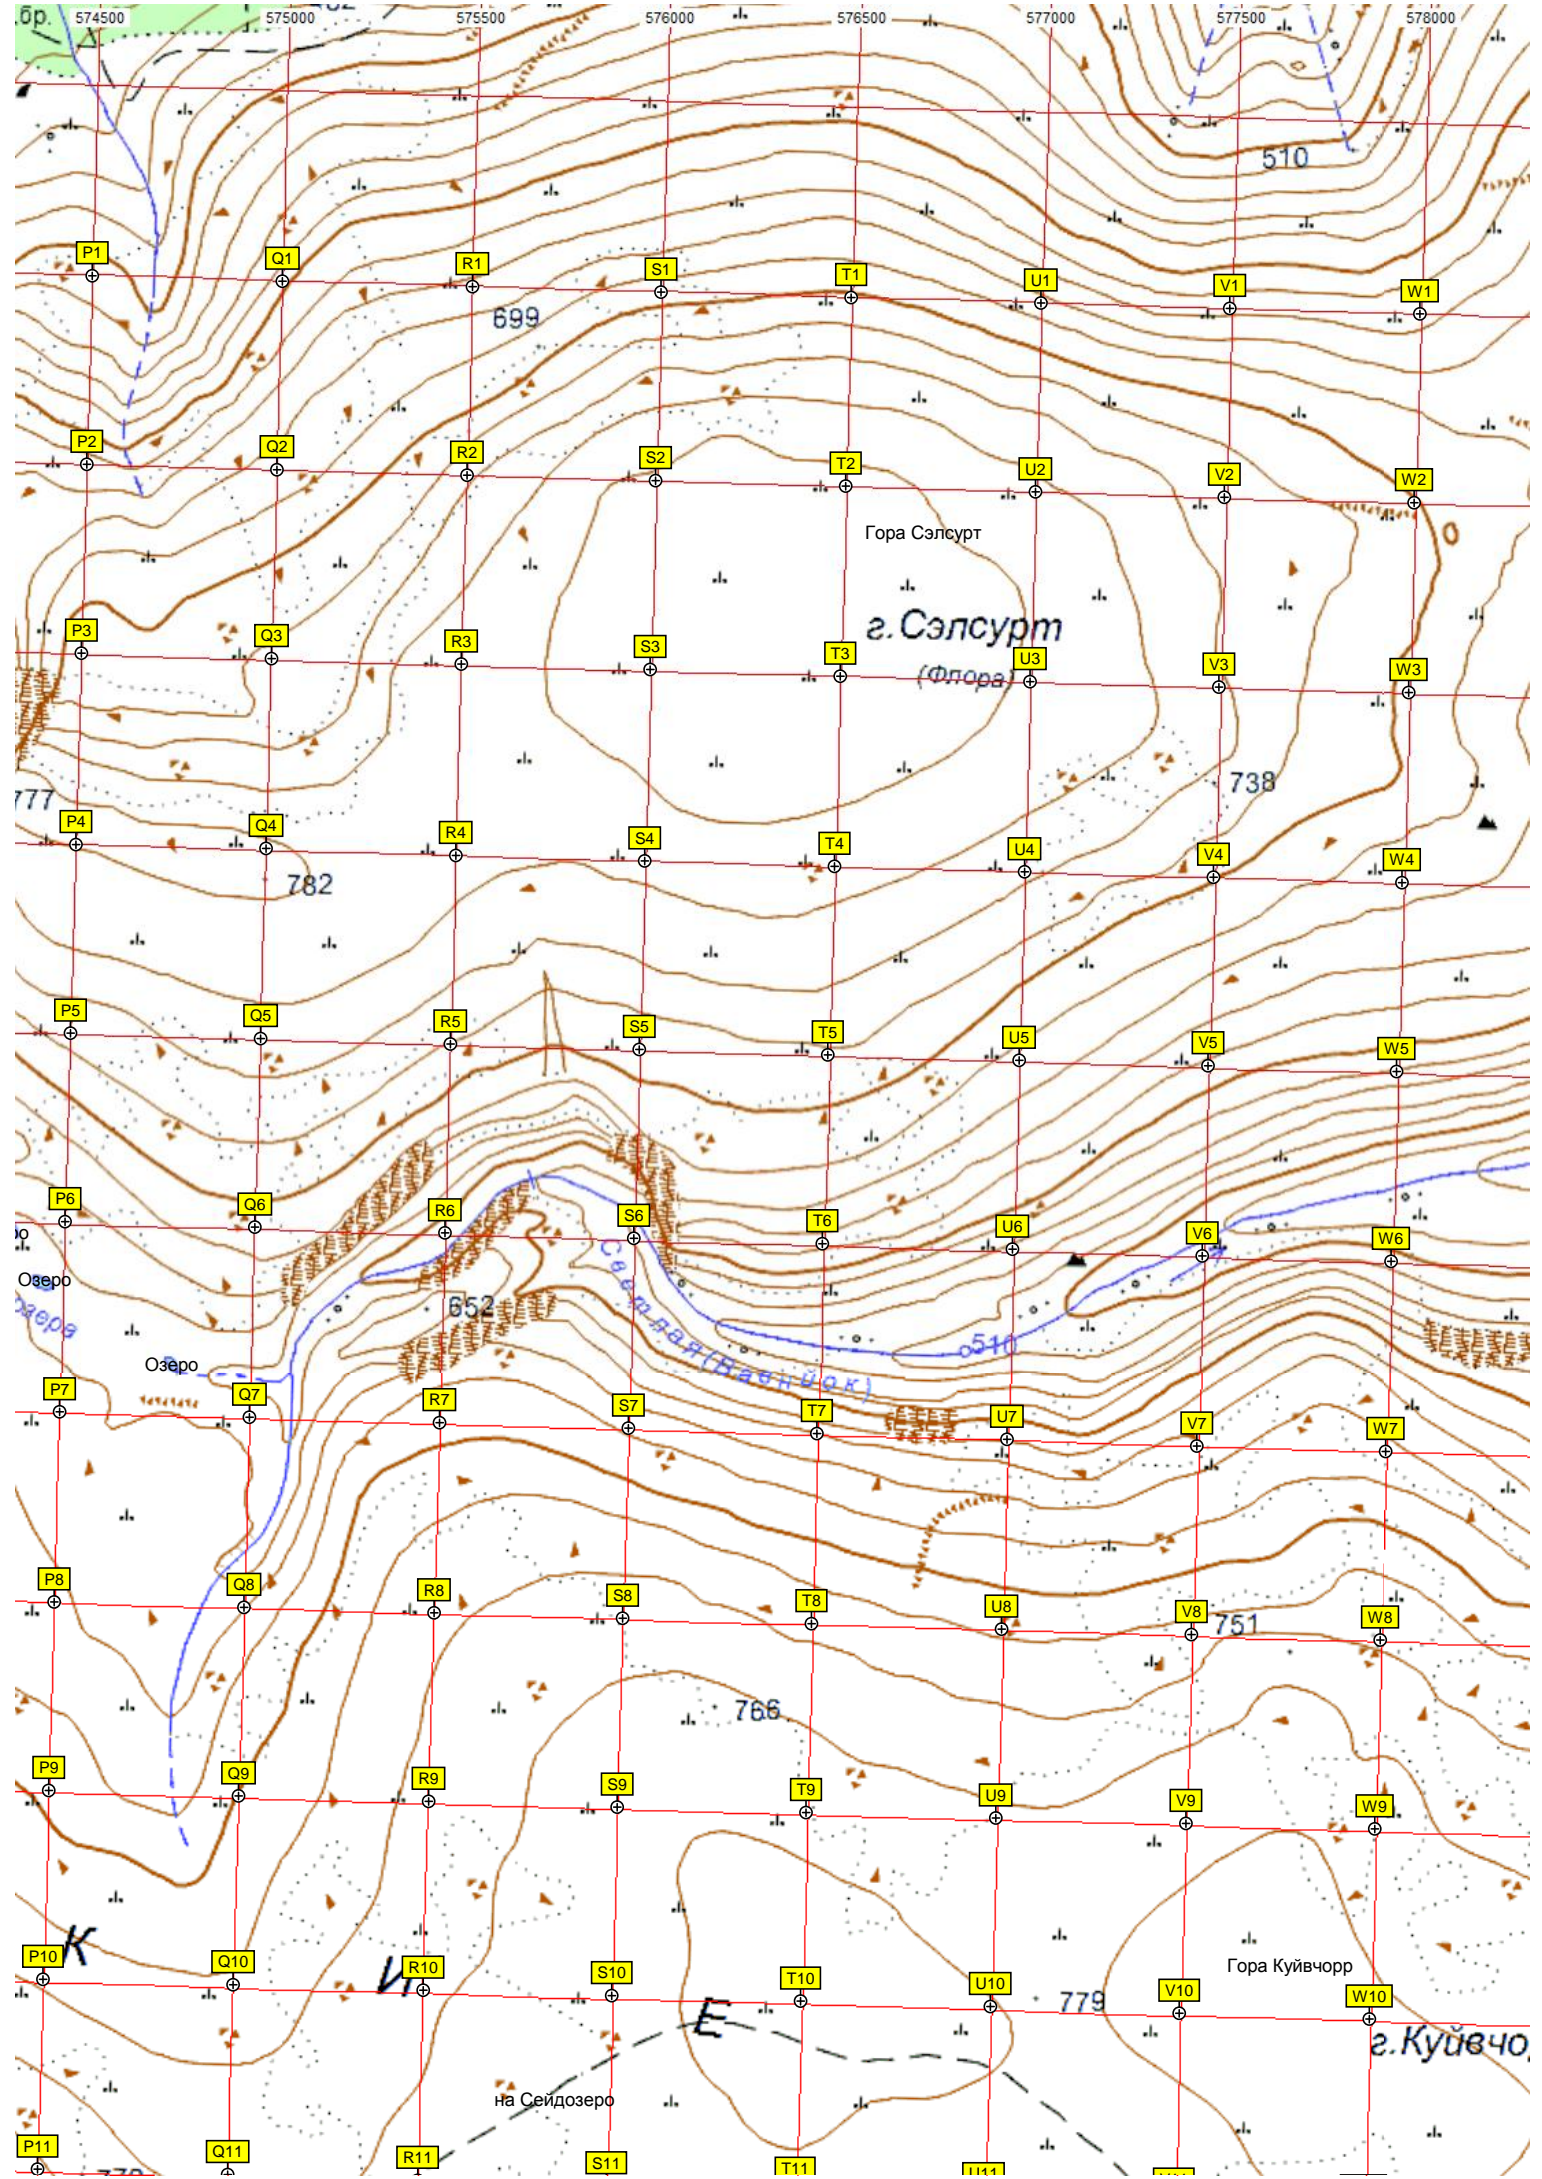 574500 575000 575500 576000 576500 577000 577500 578000
бр.
510
P1 Q1 R1 S1 T1 U1 V1 W1
699
P2 Q2 R2 S2 T2 U2 V2 W2
Гора Сэлсурт
г.Сэлсурт
(Флора)
P3 Q3 R3 S3 T3 U3 V3 W3
738
777
P4 Q4 R4 S4 T4 U4 V4 W4
782
P5 Q5 R5 S5 T5 U5 V5 W5
P6 Q6 R6 S6 T6 U6 V6 W6
Озеро
озера
652
Светлая (Ваенйок)
510
Озеро
P7 Q7 R7 S7 T7 U7 V7 W7
P8 Q8 R8 S8 T8 U8 V8 W8
751
766
P9 Q9 R9 S9 T9 U9 V9 W9
К И Е
Гора Куйвчорр
P10 Q10 R10 S10 T10 U10 V10 W10
779
г.Куйвчо
на Сейдозеро
P11 Q11 R11 S11 T11 U11